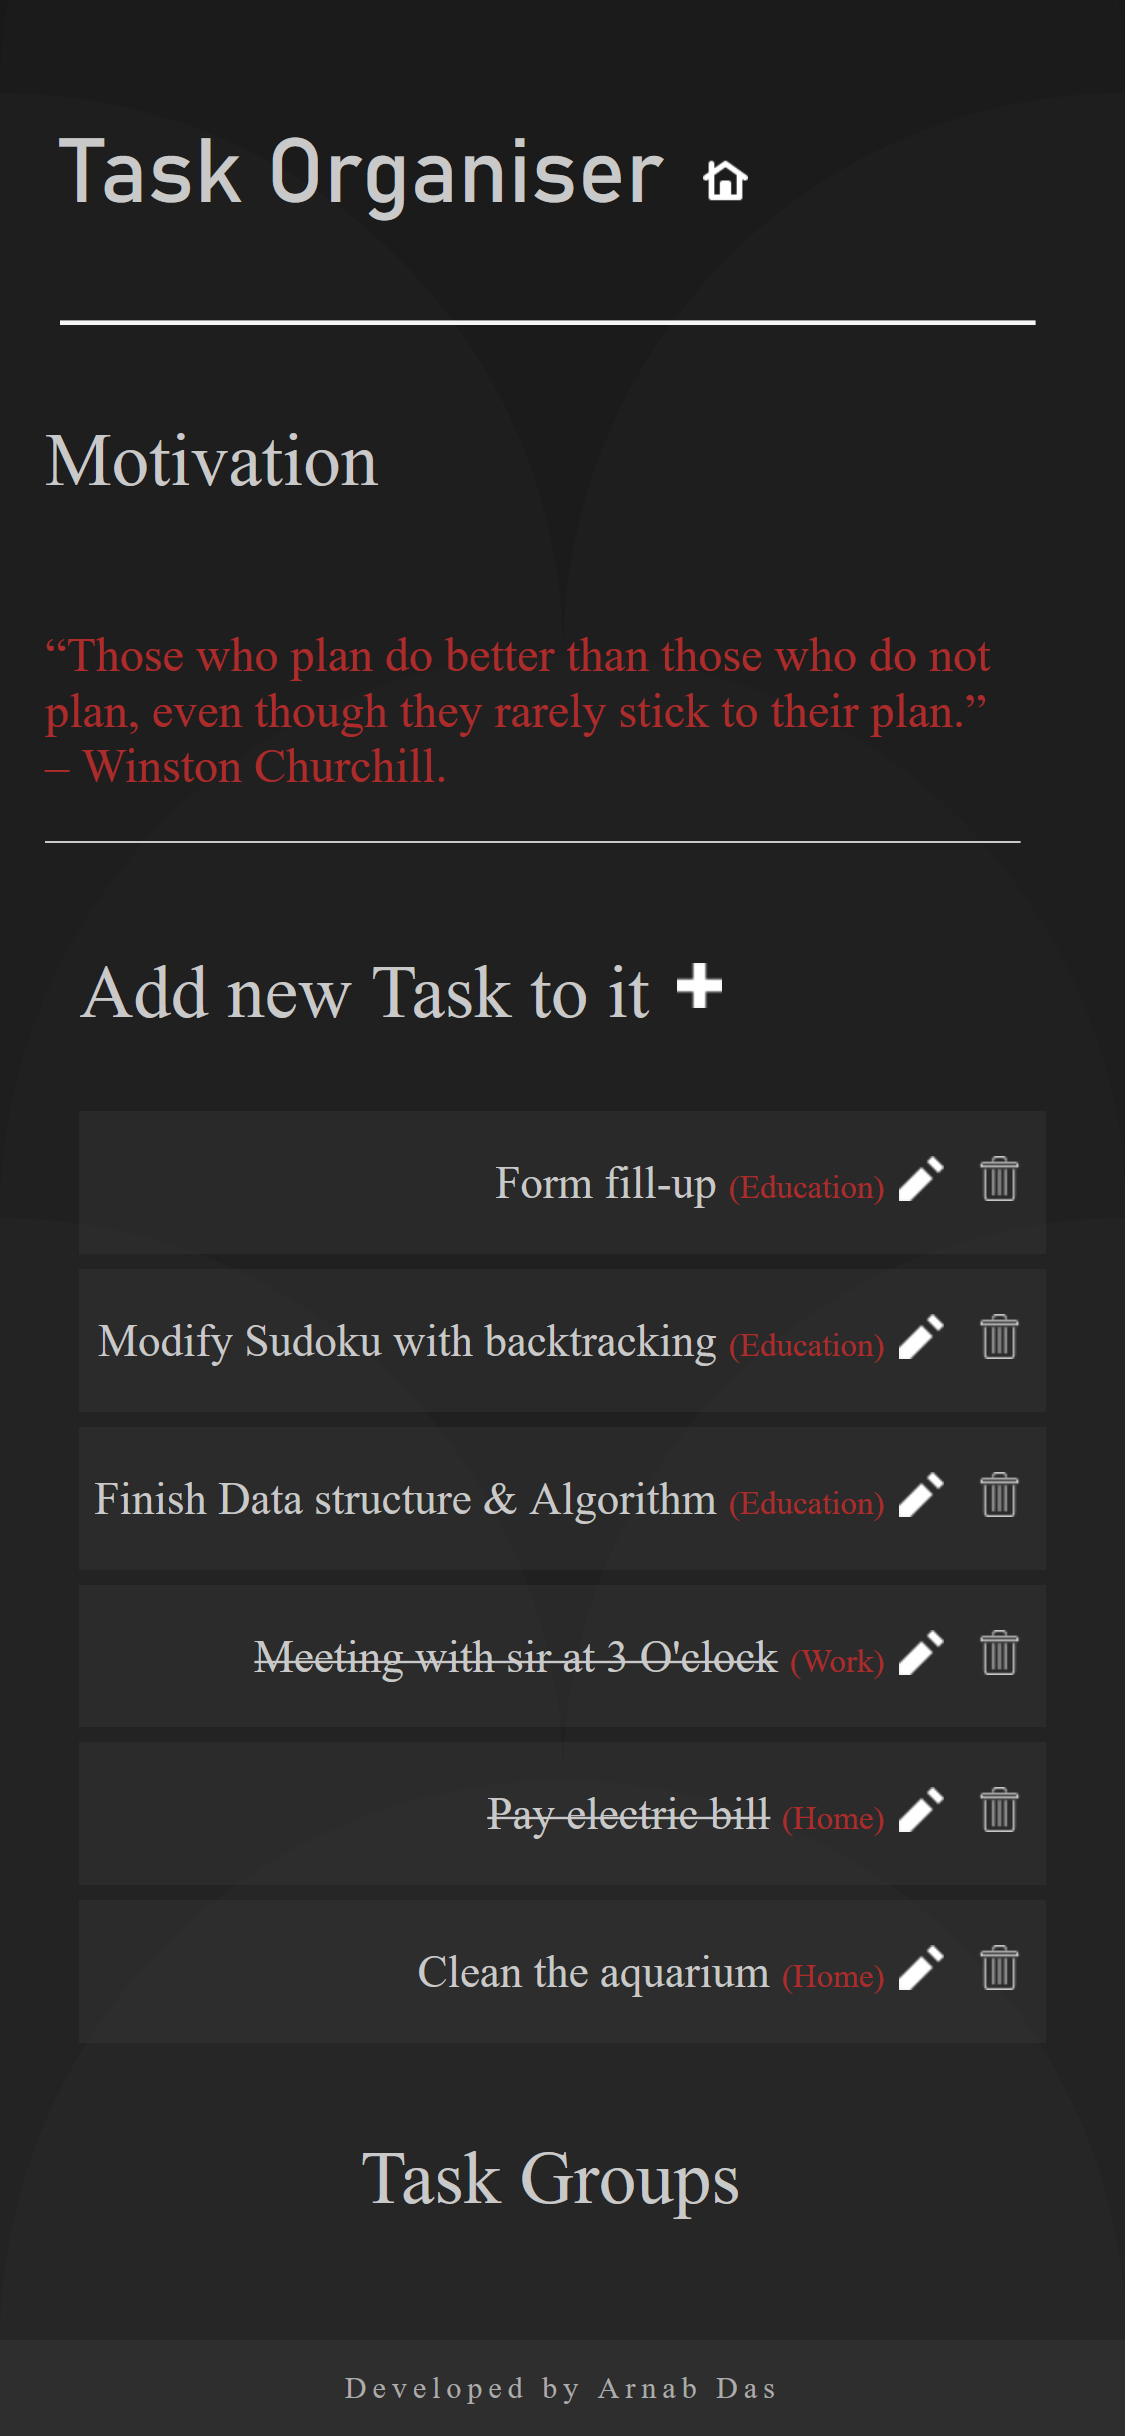 Task Organiser
Motivation
“Those who plan do better than those who do not
plan, even though they rarely stick to their plan.”
– Winston Churchill.
Add new Task to it
Form fill-up (Education)
Modify Sudoku with backtracking (Education)
Finish Data structure & Algorithm (Education)
Meeting with sir at 3 O'clock (Work)
Pay electric bill (Home)
Clean the aquarium (Home)
Task Groups
Developed by Arnab Das